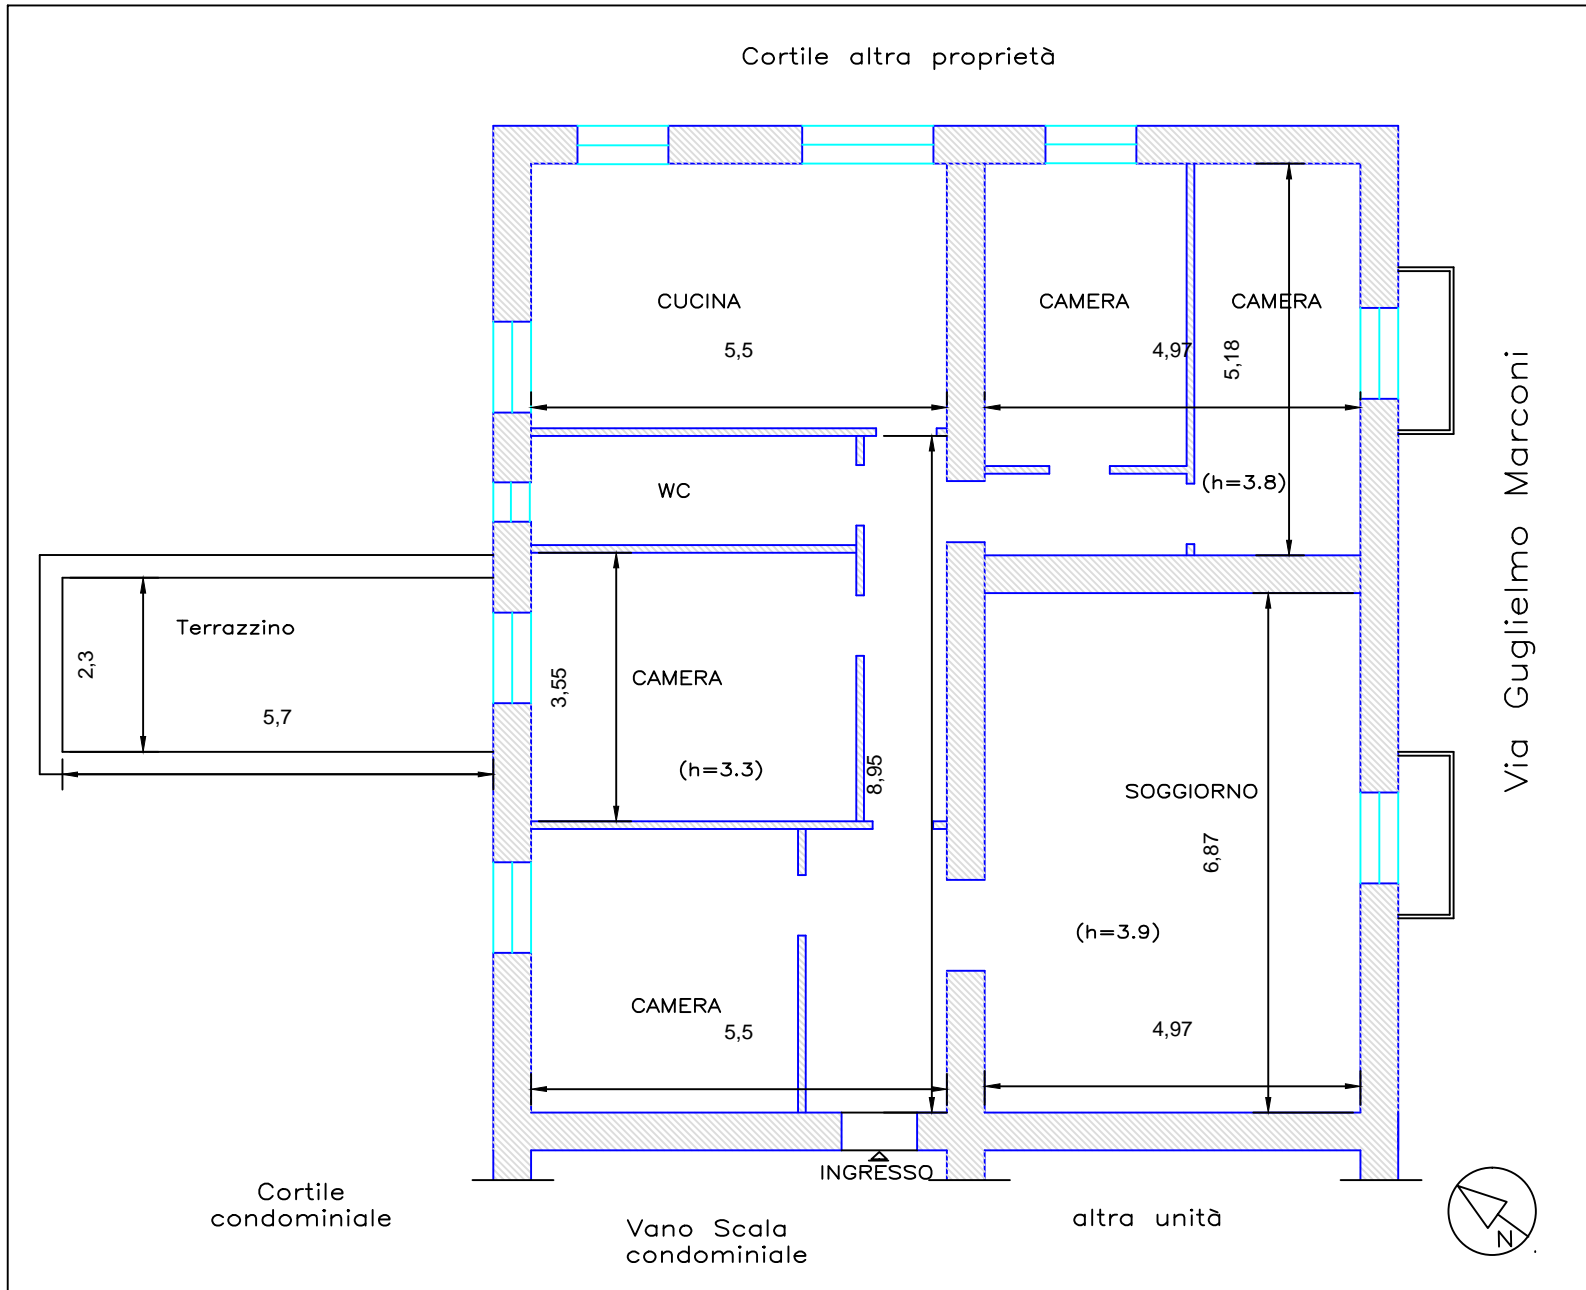 Cortile altra proprietà
CUCINA
CAMERA
CAMERA
5,5
4,97
5,18
Via Guglielmo Marconi
WC
(h=3.8)
Terrazzino
2,3
5,7
3,55
CAMERA
(h=3.3)
8,95
SOGGIORNO
6,87
(h=3.9)
CAMERA
5,5
4,97
INGRESSO
Cortile
condominiale
Vano Scala
condominiale
altra unità
N